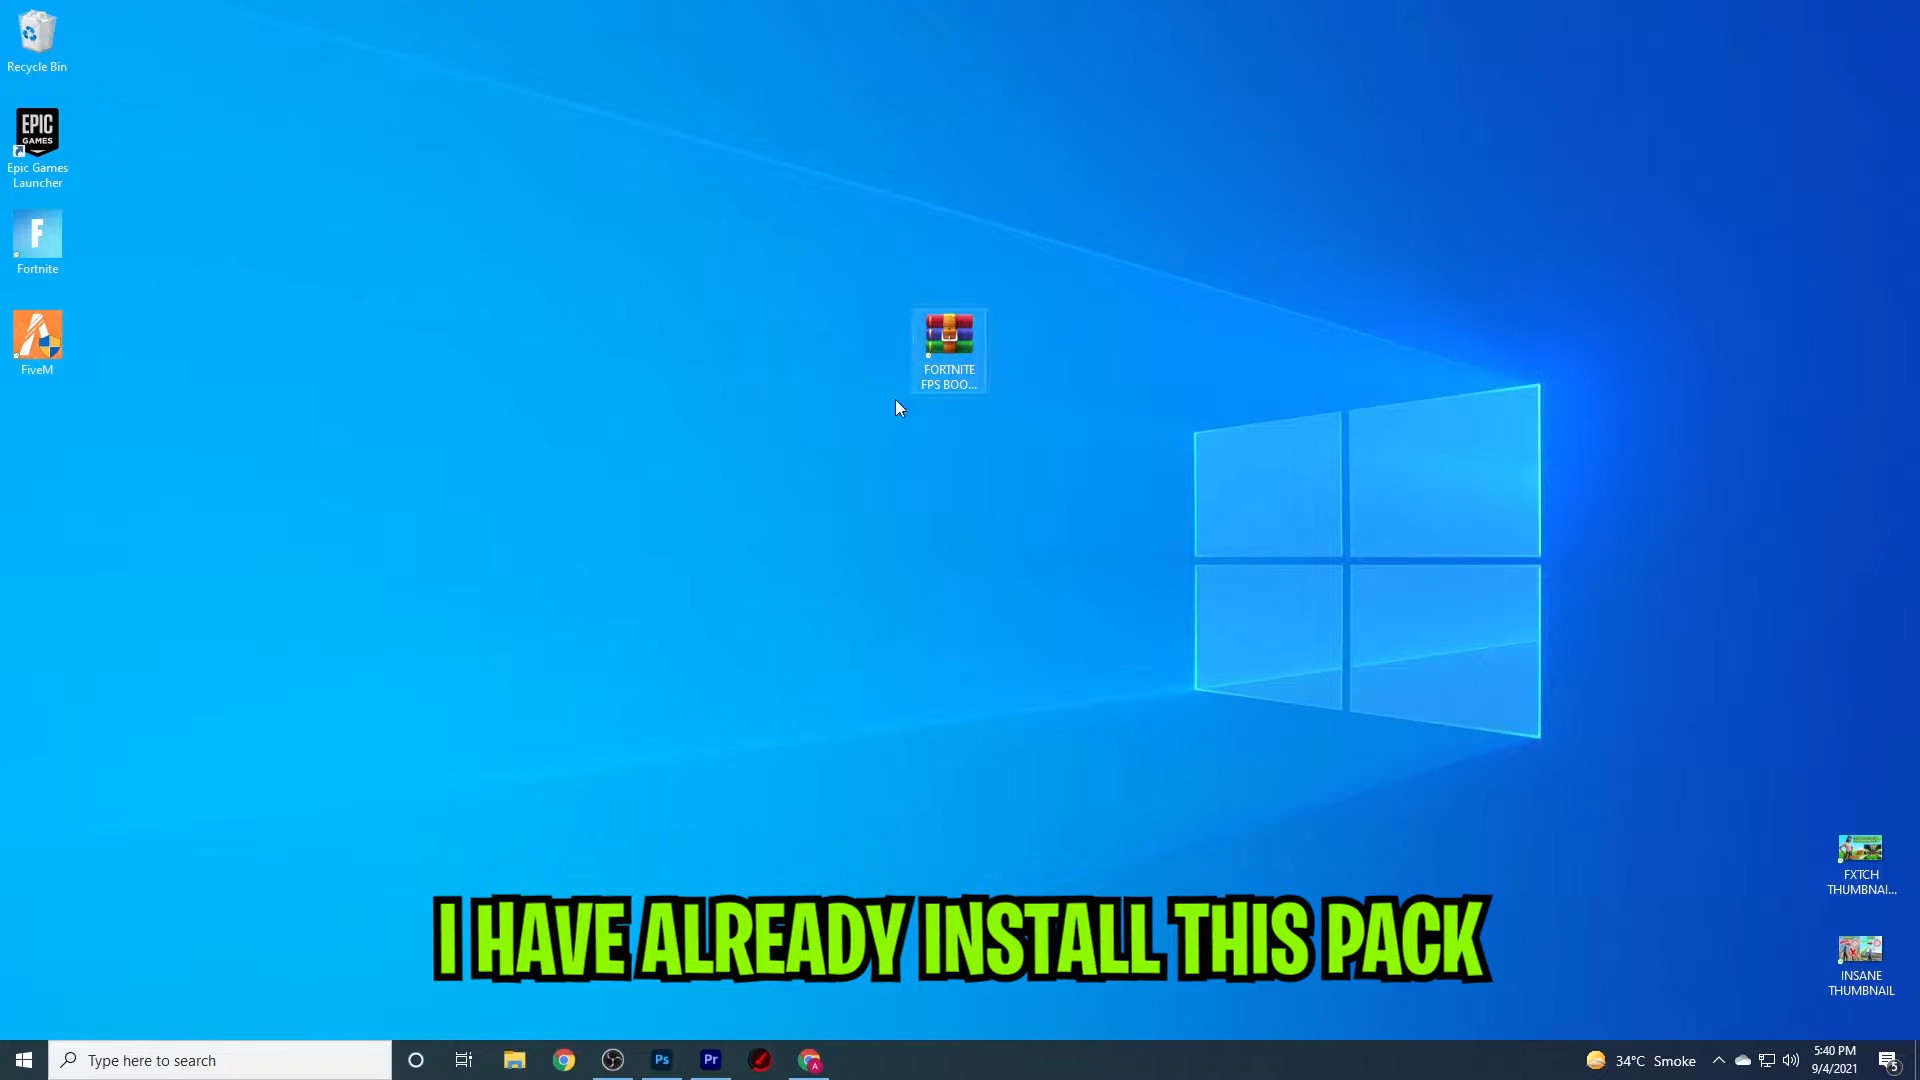 Recycle Bin
EPIC
GAMES
Epic Games
Launcher
F
Fortnite
FiveM
FORTNITE
FPS BOO...
FXTCH
THUMBNAI...
INSANE
THUMBNAIL
I HAVE ALREADY INSTALL THIS PACK
Type here to search
Ps
Pr
A
34°C Smoke
5:40 PM
9/4/2021
5